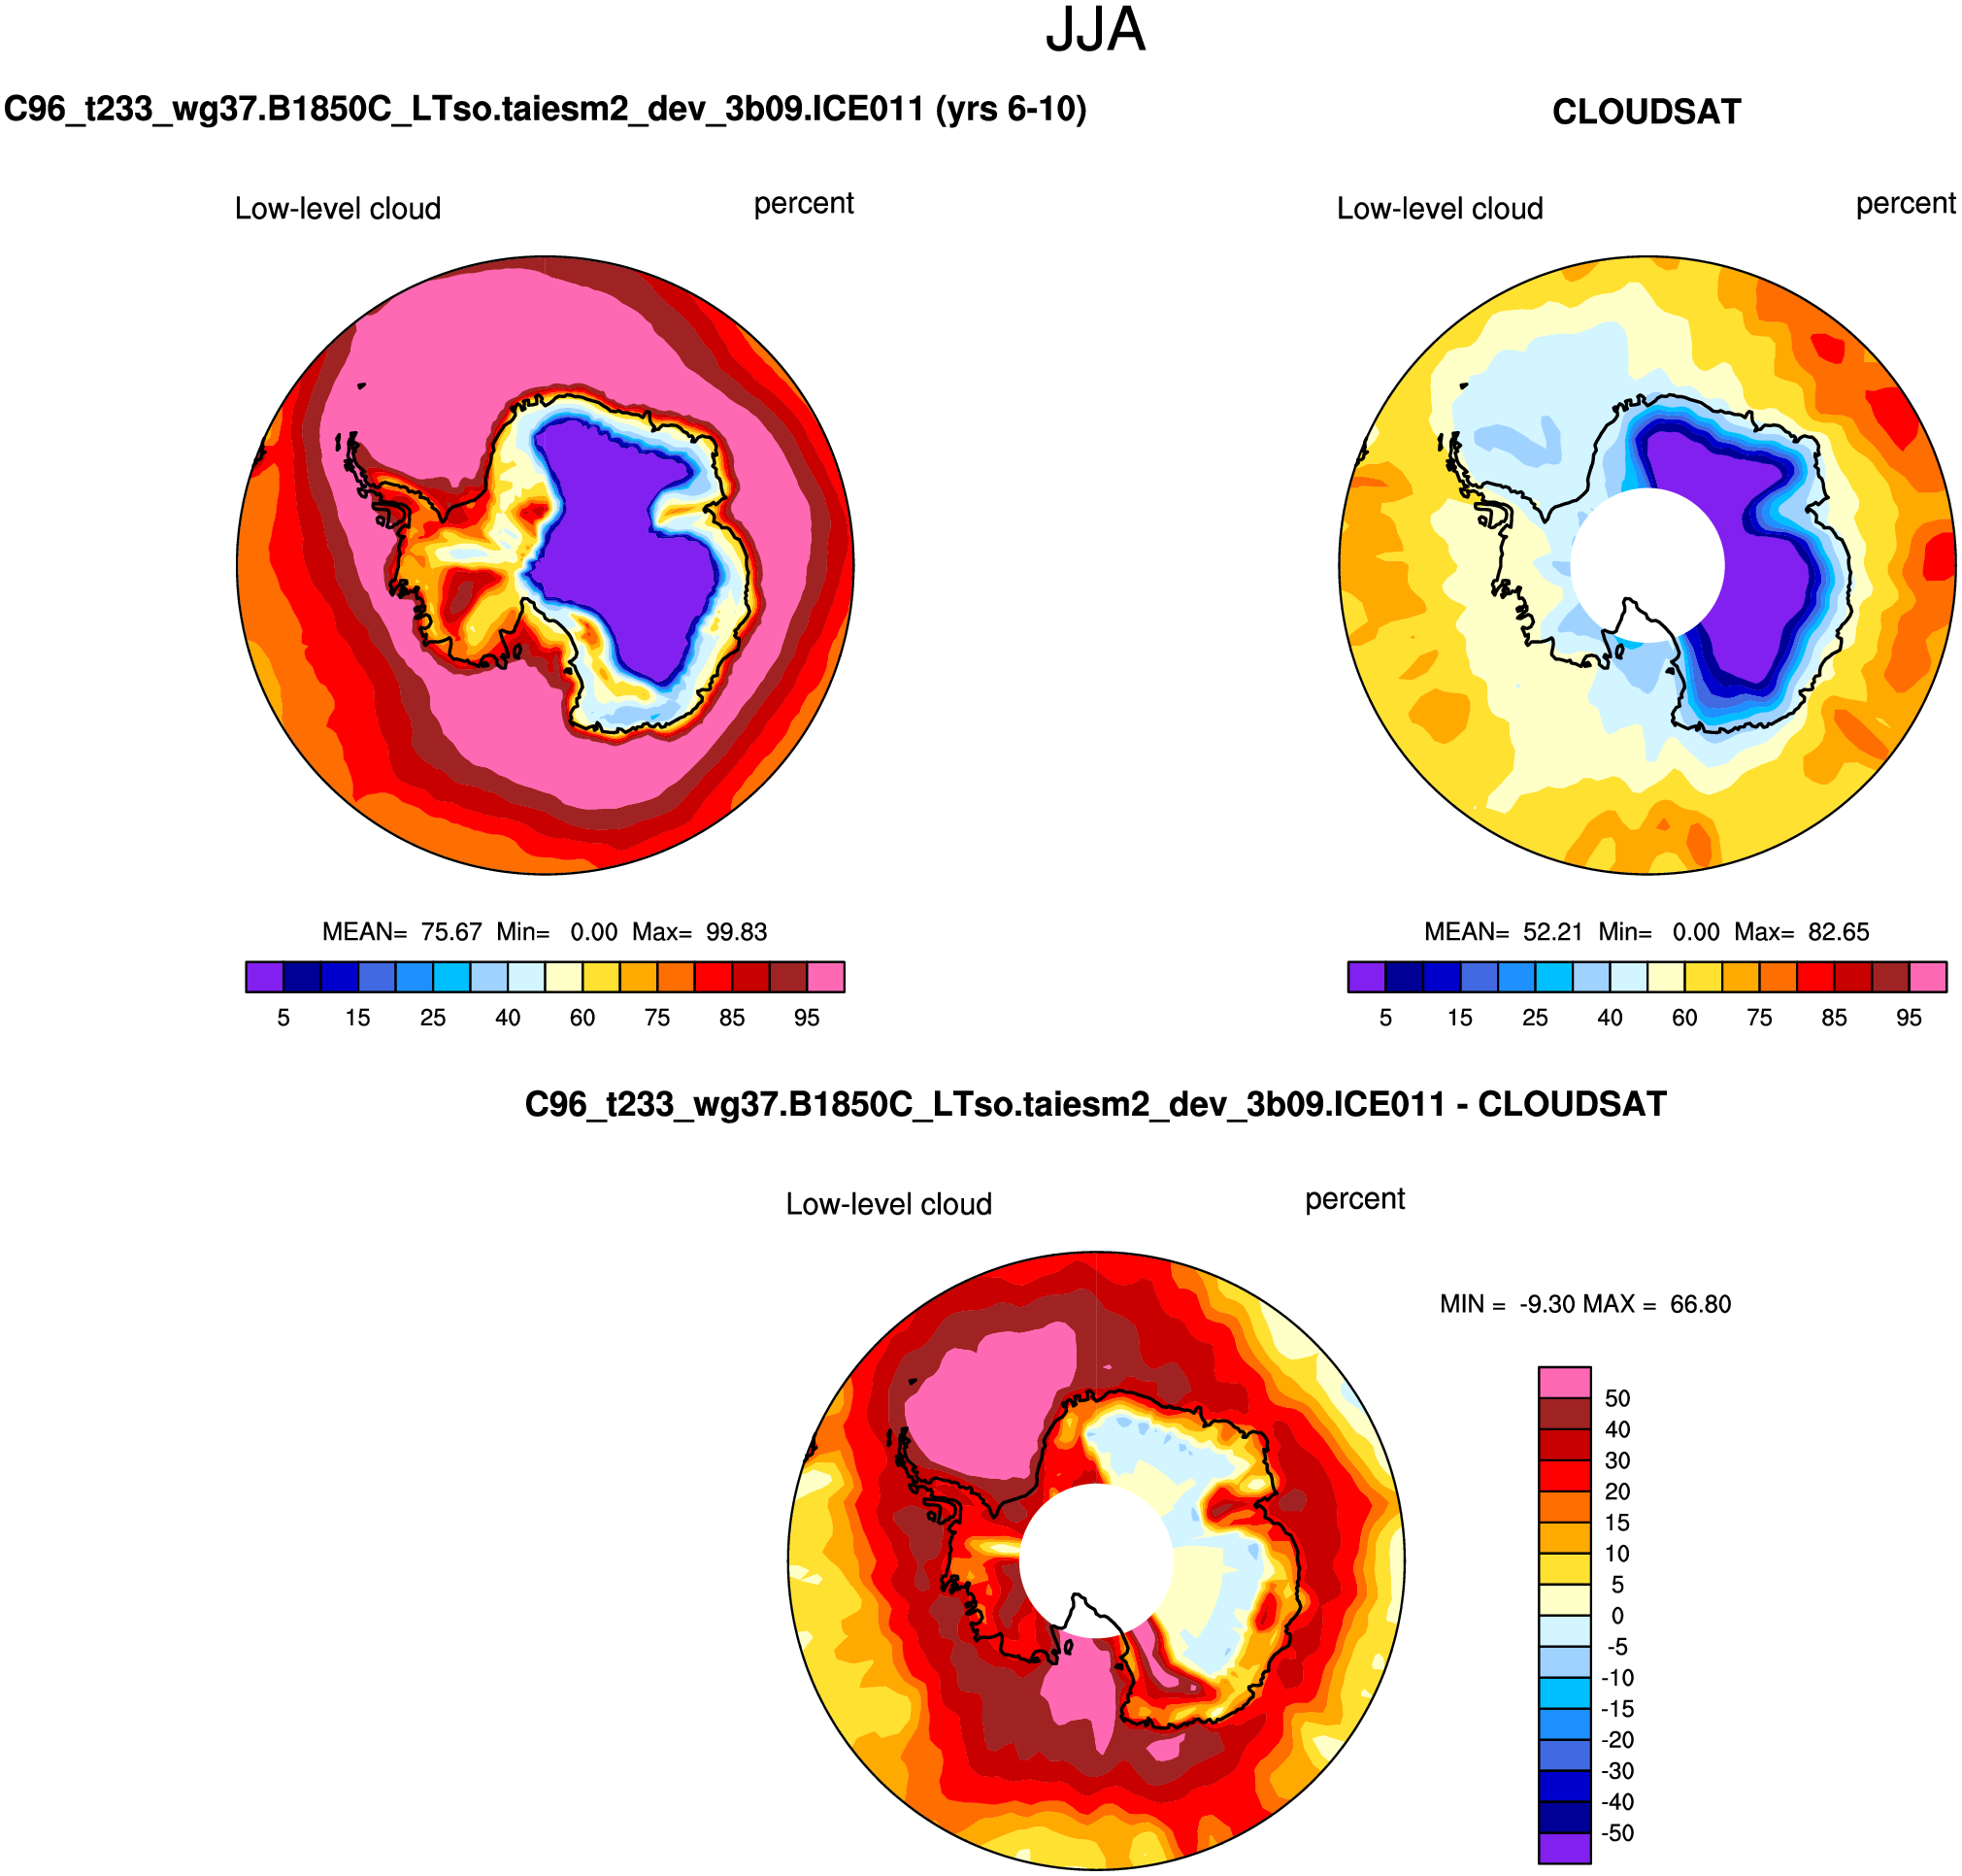 JJA
C96_t233_wg37.B1850C_LTso.taiesm2_dev_3b09.ICE011 (yrs 6-10)
CLOUDSAT
Low-level cloud percent
Low-level cloud percent
MEAN= 75.67 Min= 0.00 Max= 99.83
MEAN= 52.21 Min= 0.00 Max= 82.65
5 15 25 40 60 75 85 95
5 15 25 40 60 75 85 95
C96_t233_wg37.B1850C_LTso.taiesm2_dev_3b09.ICE011 - CLOUDSAT
Low-level cloud percent
MIN = -9.30 MAX = 66.80
50
40
30
20
15
10
5
0
-5
-10
-15
-20
-30
-40
-50